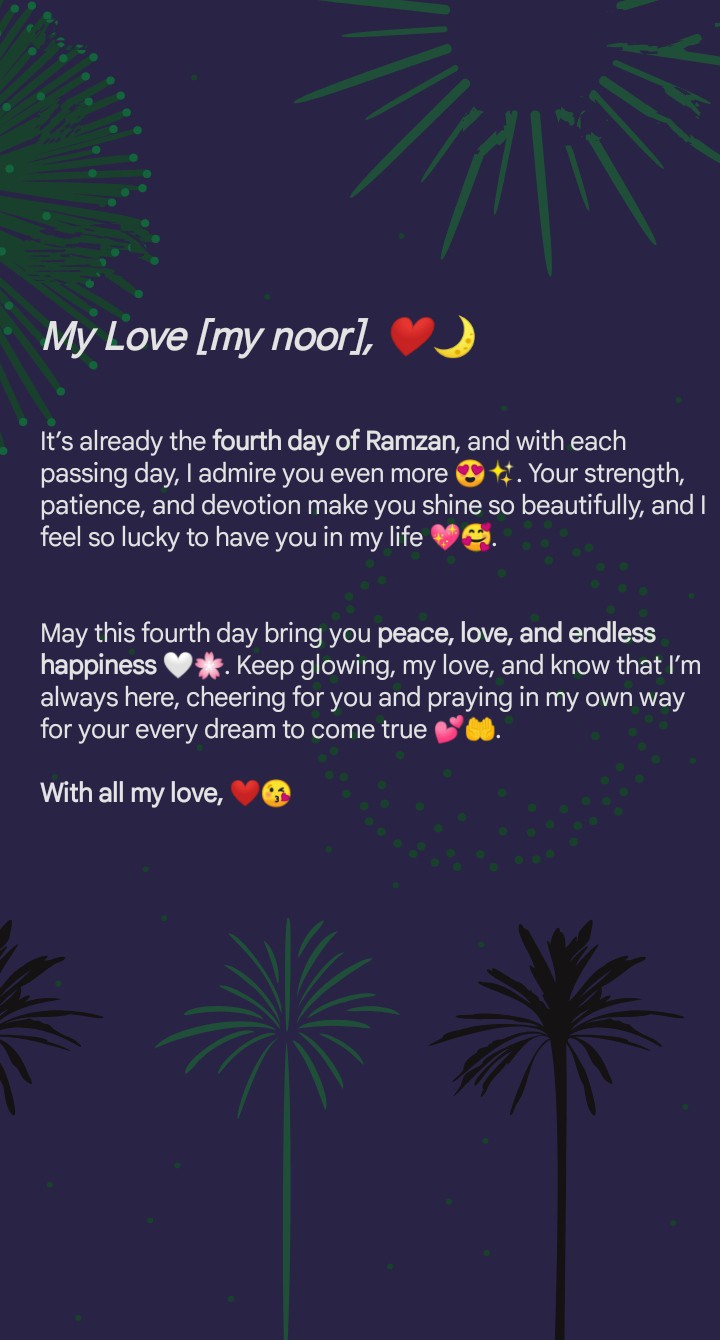 My Love [my noor], ❤️🌙
It’s already the fourth day of Ramzan, and with each
passing day, I admire you even more 😍✨. Your strength,
patience, and devotion make you shine so beautifully, and I
feel so lucky to have you in my life 💖🥰.
May this fourth day bring you peace, love, and endless
happiness 🤍🌸. Keep glowing, my love, and know that I’m
always here, cheering for you and praying in my own way
for your every dream to come true 💕🤲.
With all my love, ❤️😘